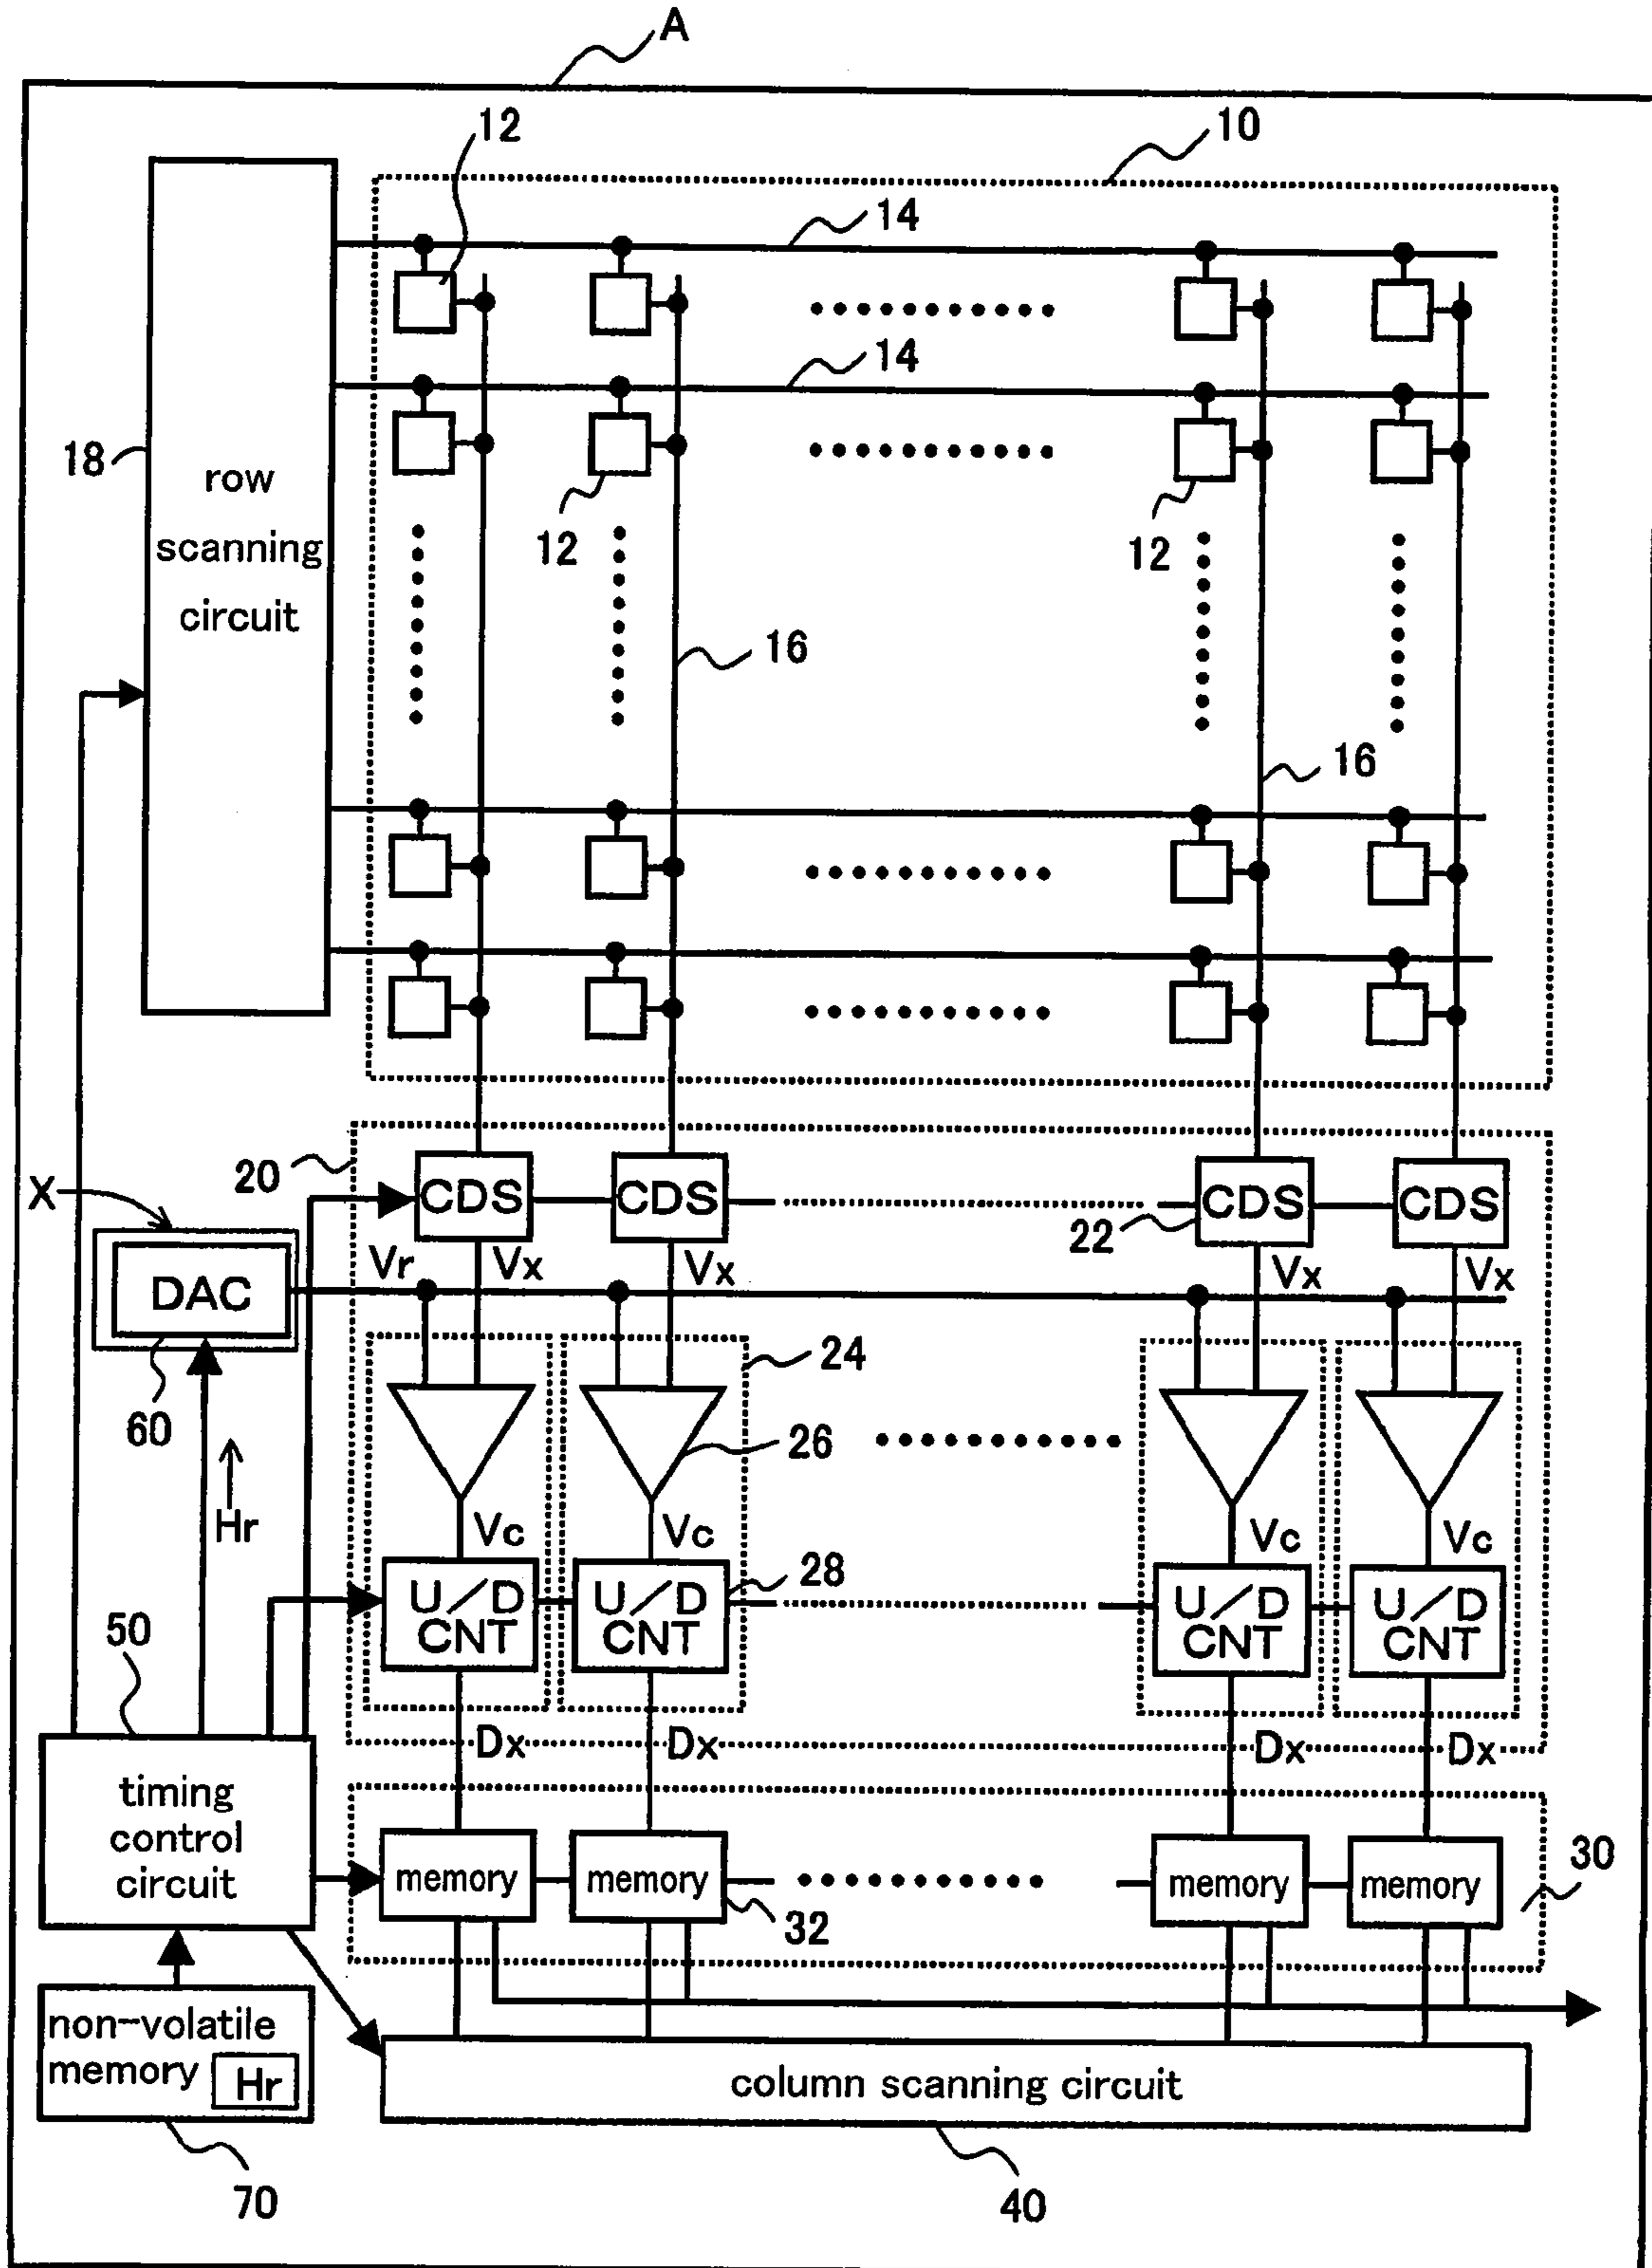 A
12
10
14
14
18
row
scanning
circuit
12
12
16
16
20
X
CDS
CDS
CDS
CDS
22
Vr
Vx
Vx
Vx
Vx
DAC
60
24
26
Hr
Vc
Vc
Vc
Vc
28
U/D
CNT
U/D
CNT
U/D
CNT
U/D
CNT
50
Dx
Dx
Dx
Dx
timing
control
circuit
memory
memory
memory
memory
30
32
non-volatile
memory
Hr
column scanning circuit
70
40